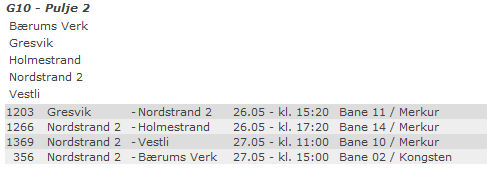 G10 - Pulje 2
Bærums Verk
Gresvik
Holmestrand
Nordstrand 2
Vestli
1203 Gresvik - Nordstrand 2 26.05 - kl. 15:20 Bane 11 / Merkur
1266 Nordstrand 2 - Holmestrand 26.05 - kl. 17:20 Bane 14 / Merkur
1369 Nordstrand 2 - Vestli 27.05 - kl. 11:00 Bane 10 / Merkur
356 Nordstrand 2 - Bærums Verk 27.05 - kl. 15:00 Bane 02 / Kongsten